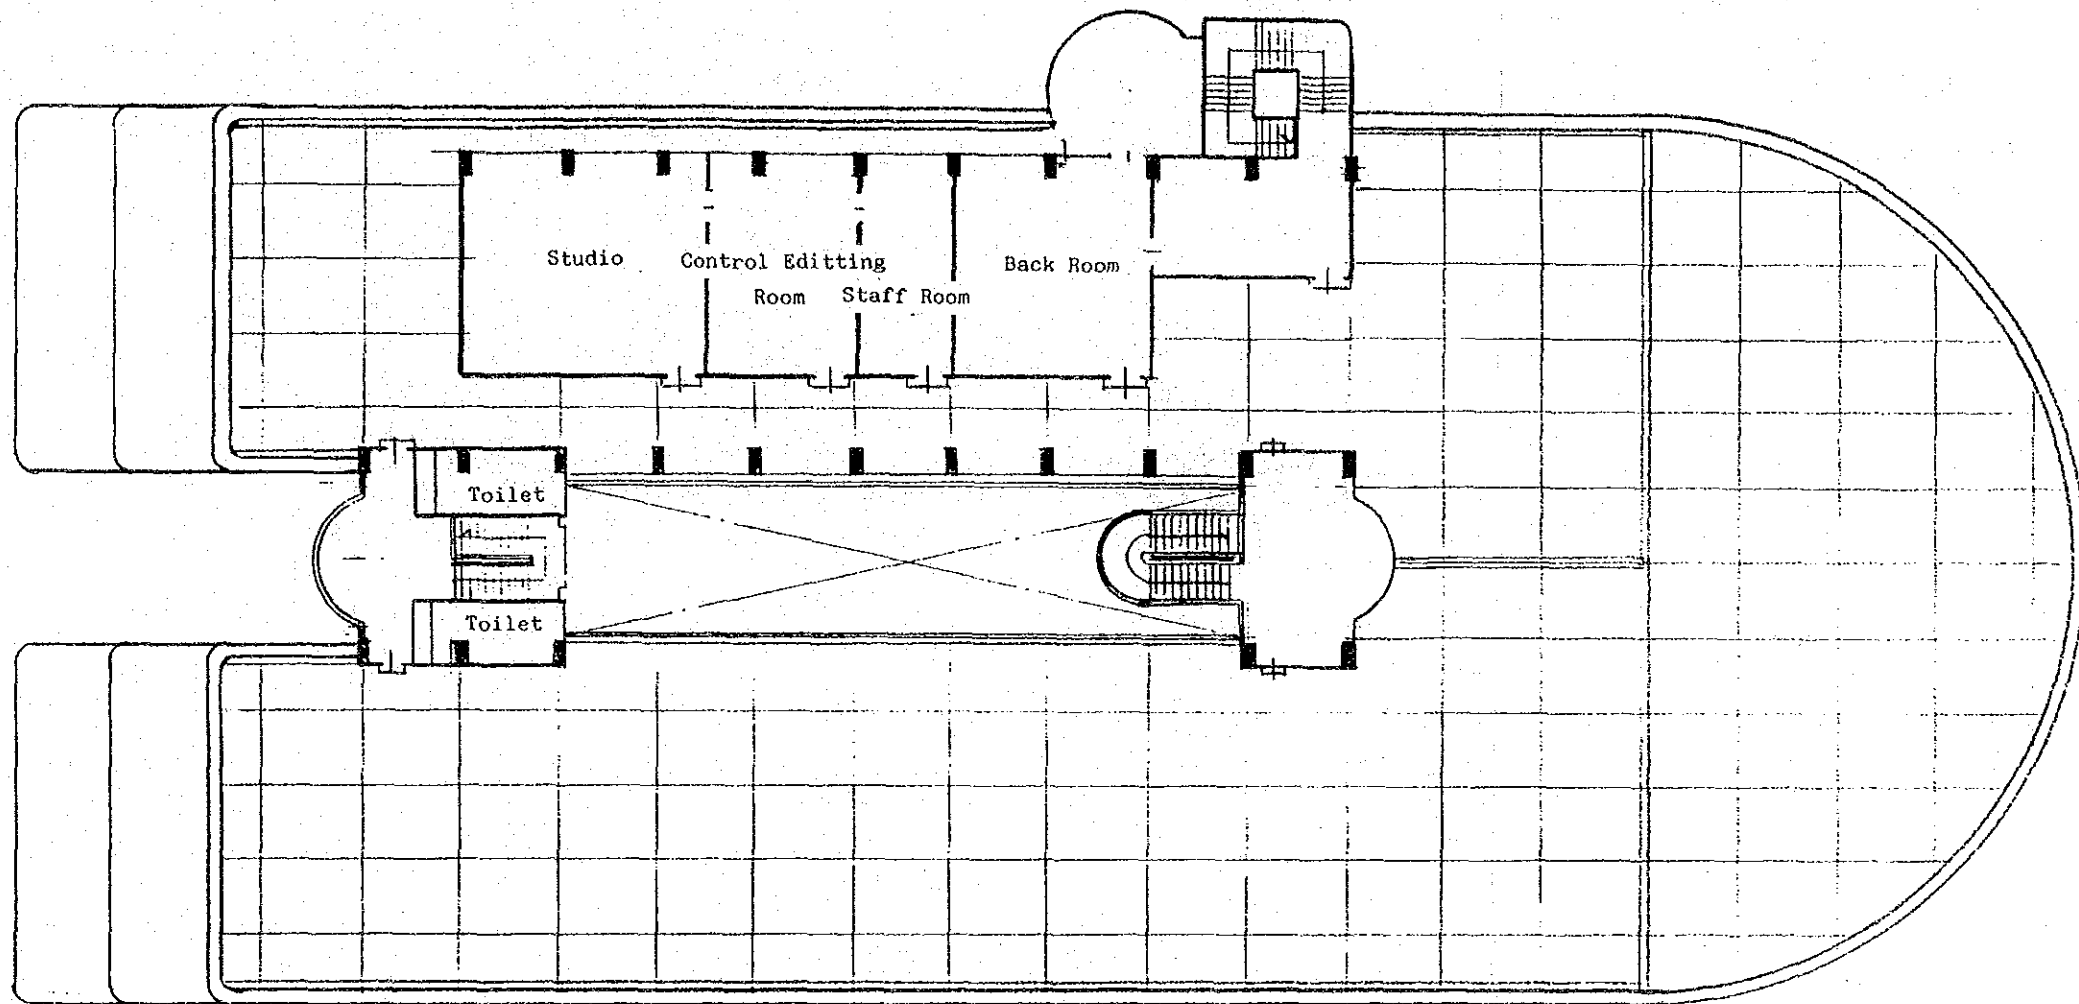 Studio
Control Editting
Room
Staff Room
Back Room
Toilet
Toilet